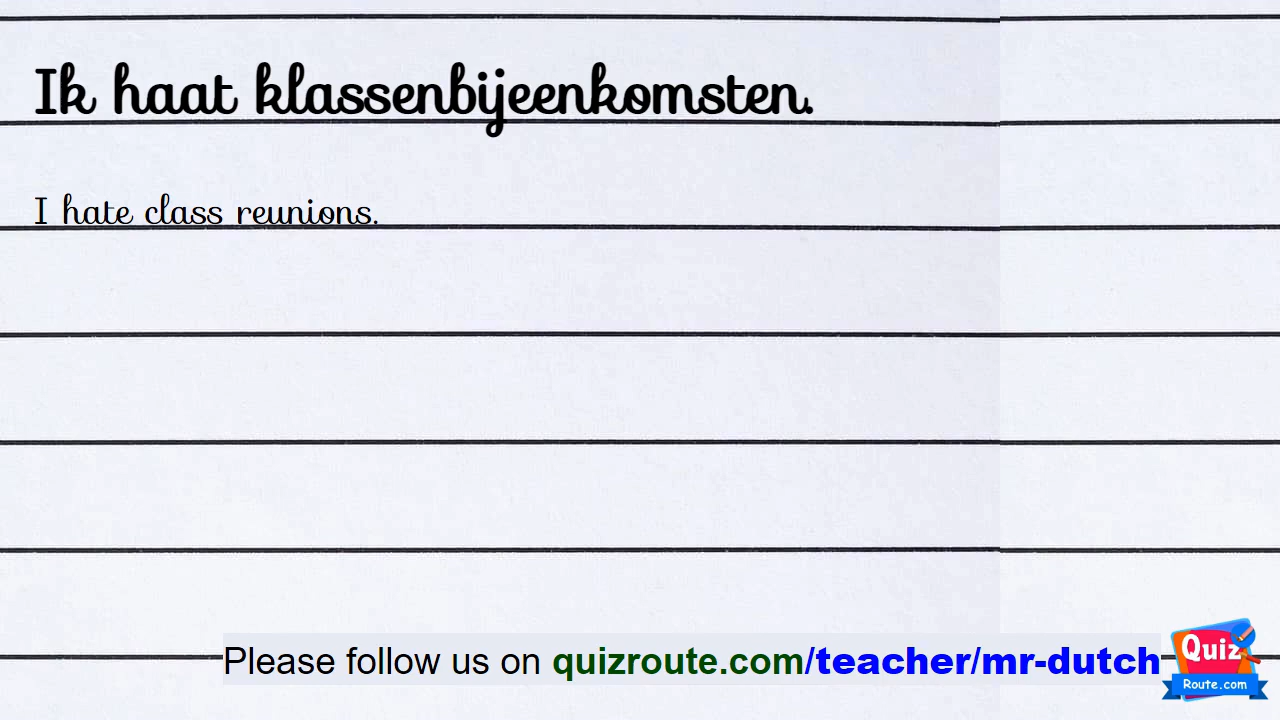 Ik haat klassenbijeenkomsten.
I hate class reunions.
Please follow us on quizroute.com/teacher/mr-dutch
Quiz
Route.com